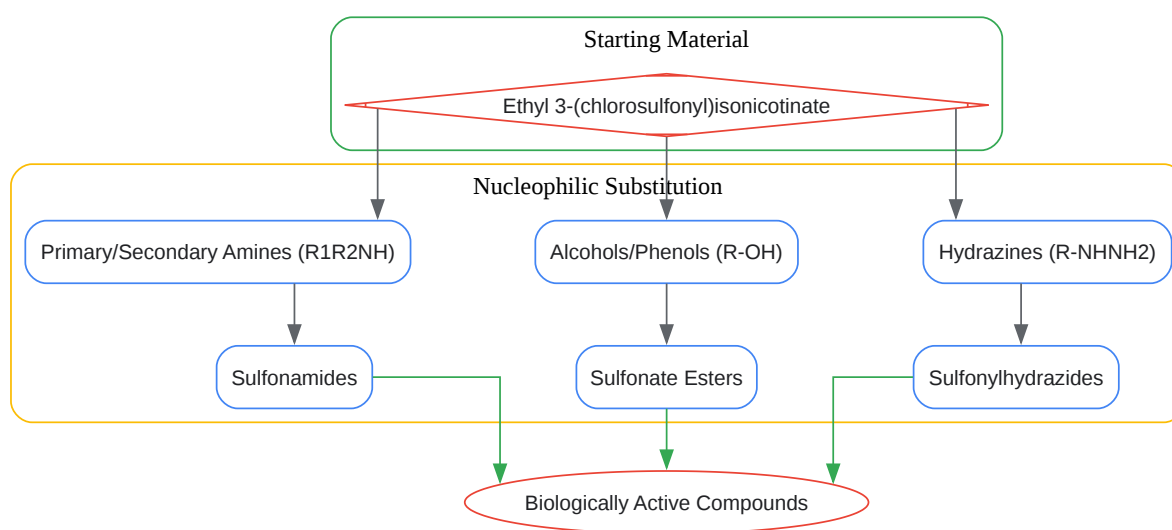 Starting Material
Ethyl 3-(chlorosulfonyl)isonicotinate
Nucleophilic Substitution
Primary/Secondary Amines (R1R2NH)
Alcohols/Phenols (R-OH)
Hydrazines (R-NHNH2)
Sulfonamides
Sulfonate Esters
Sulfonylhydrazides
Biologically Active Compounds